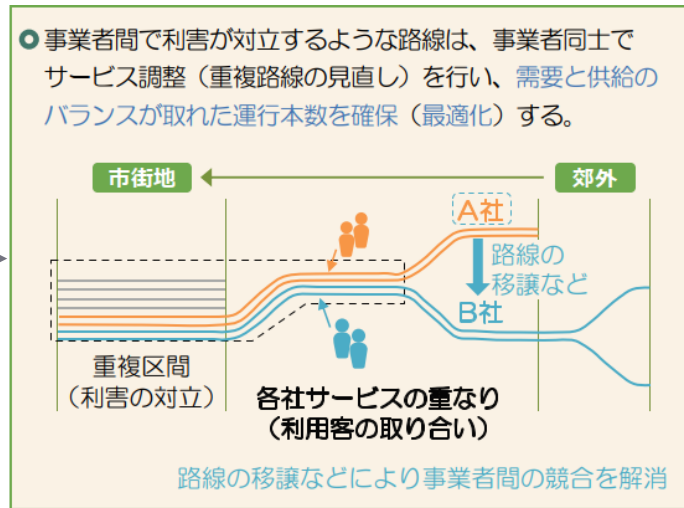 事業者間で利害が対立するような路線は、事業者同士で
サービス調整（重複路線の見直し）を行い、需要と供給の
バランスが取れた運行本数を確保（最適化）する。
市街地
郊外
A社
路線の
移譲など
B社
重複区間
（利害の対立）
各社サービスの重なり
（利用客の取り合い）
路線の移譲などにより事業者間の競合を解消